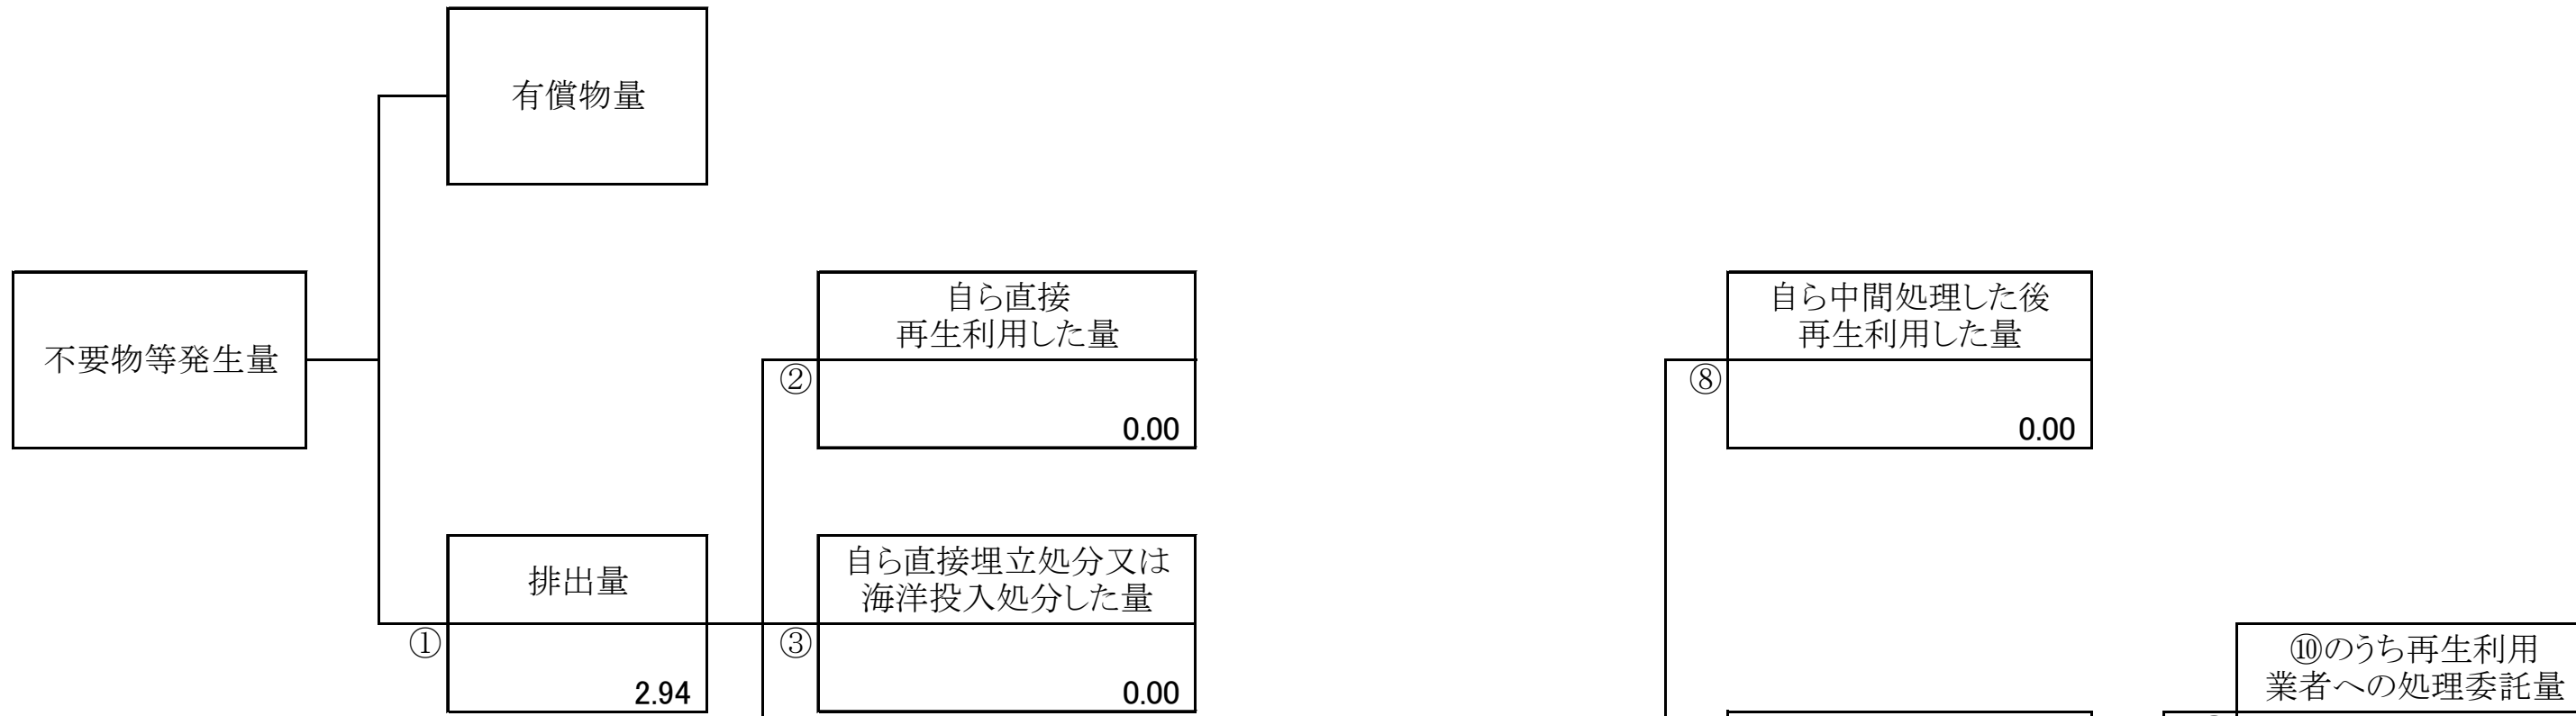 有償物量
不要物等発生量
自ら直接
再生利用した量
②
0.00
自ら中間処理した後
再生利用した量
⑧
0.00
排出量
①
2.94
自ら直接埋立処分又は
海洋投入処分した量
③
0.00
⑩のうち再生利用
業者への処理委託量